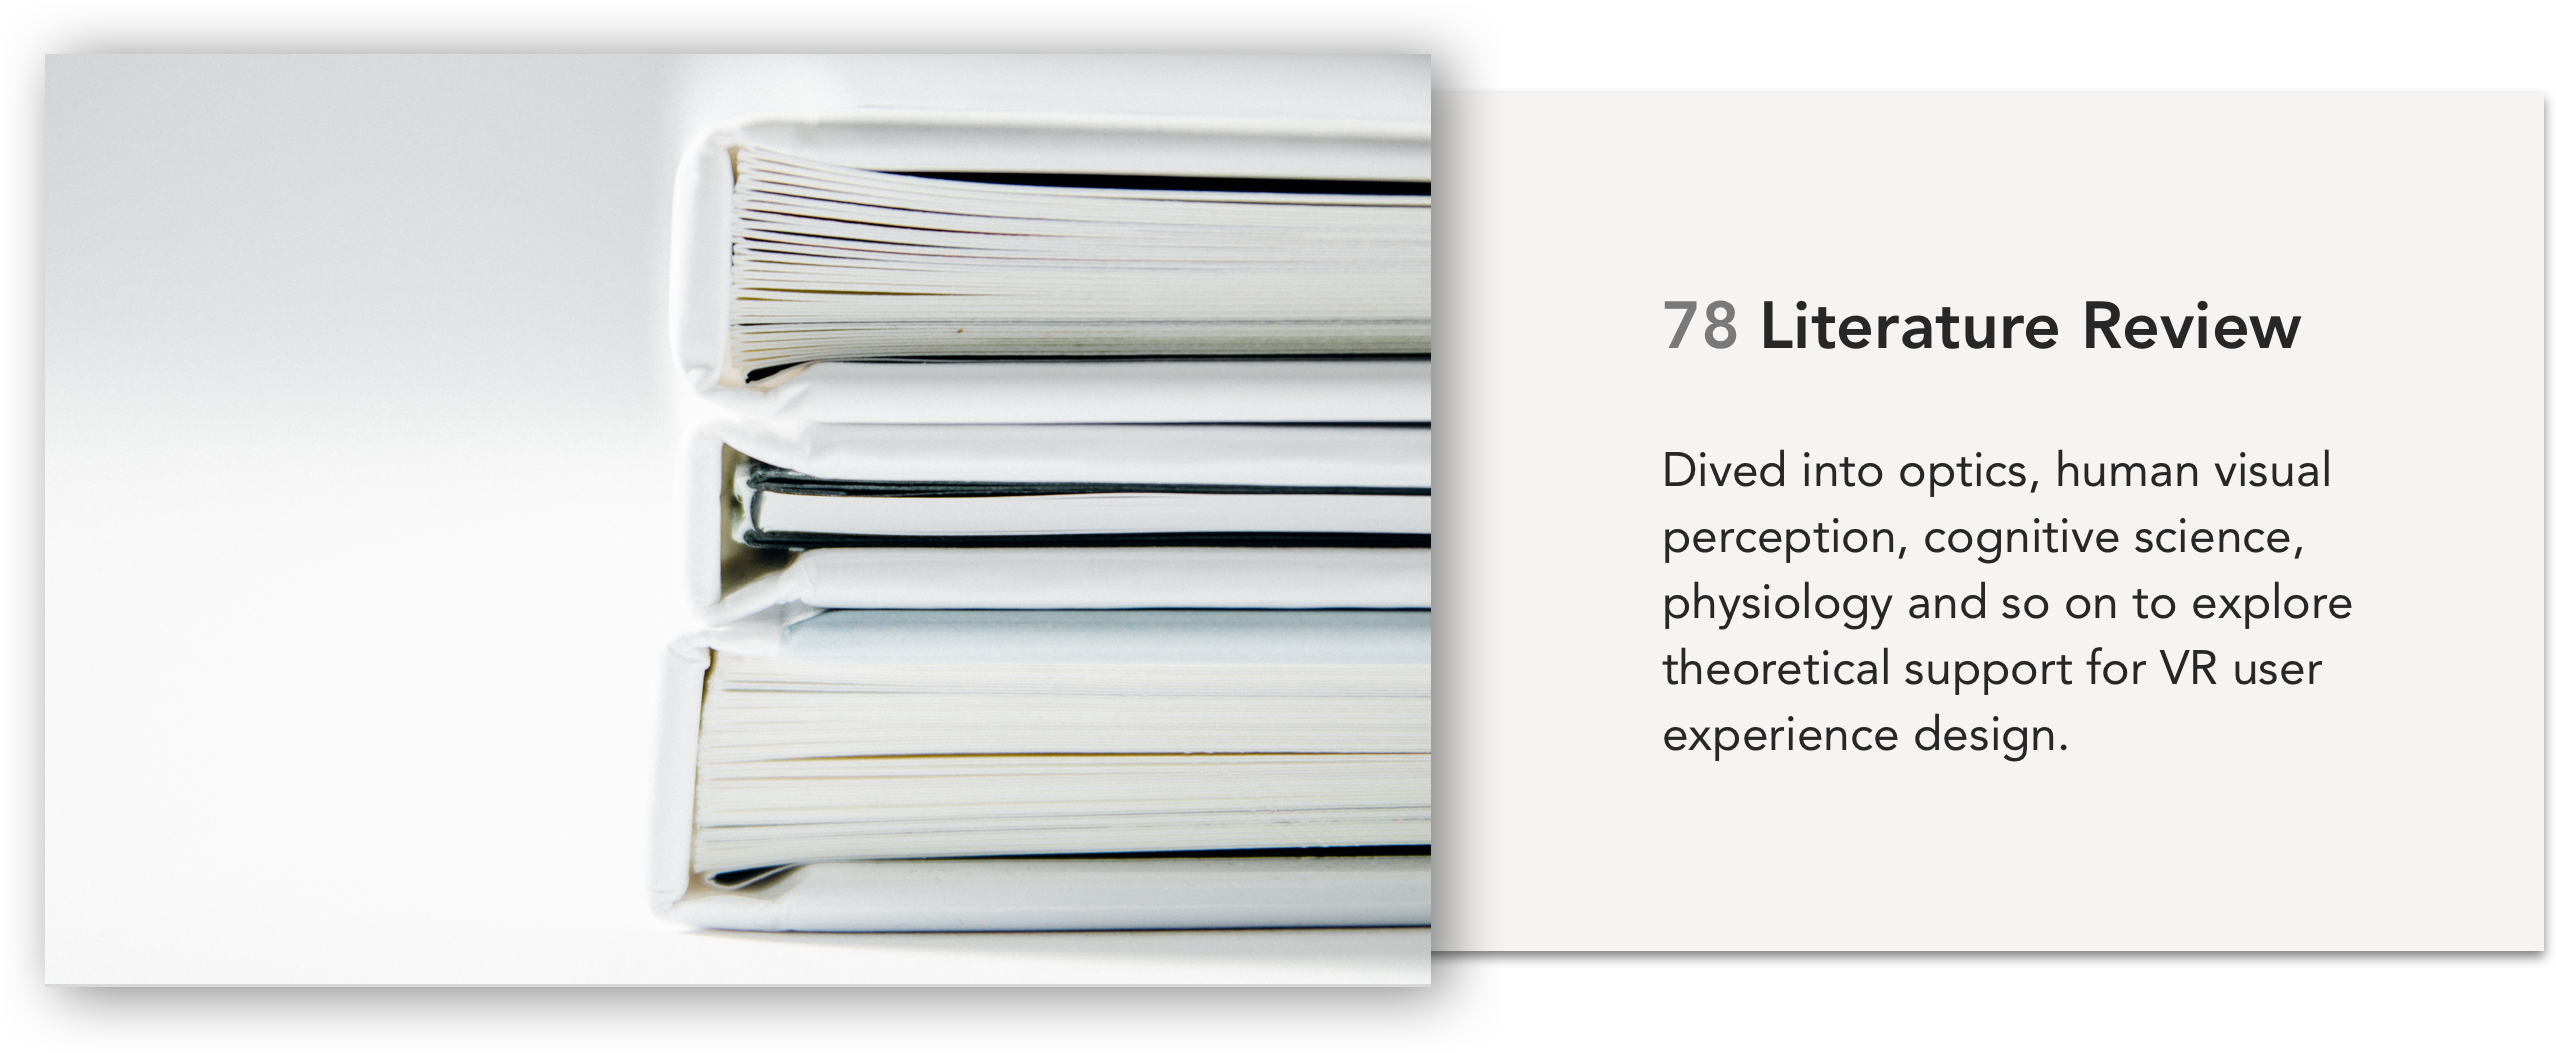 78 Literature Review
Dived into optics, human visual
perception, cognitive science,
physiology and so on to explore
theoretical support for VR user
experience design.